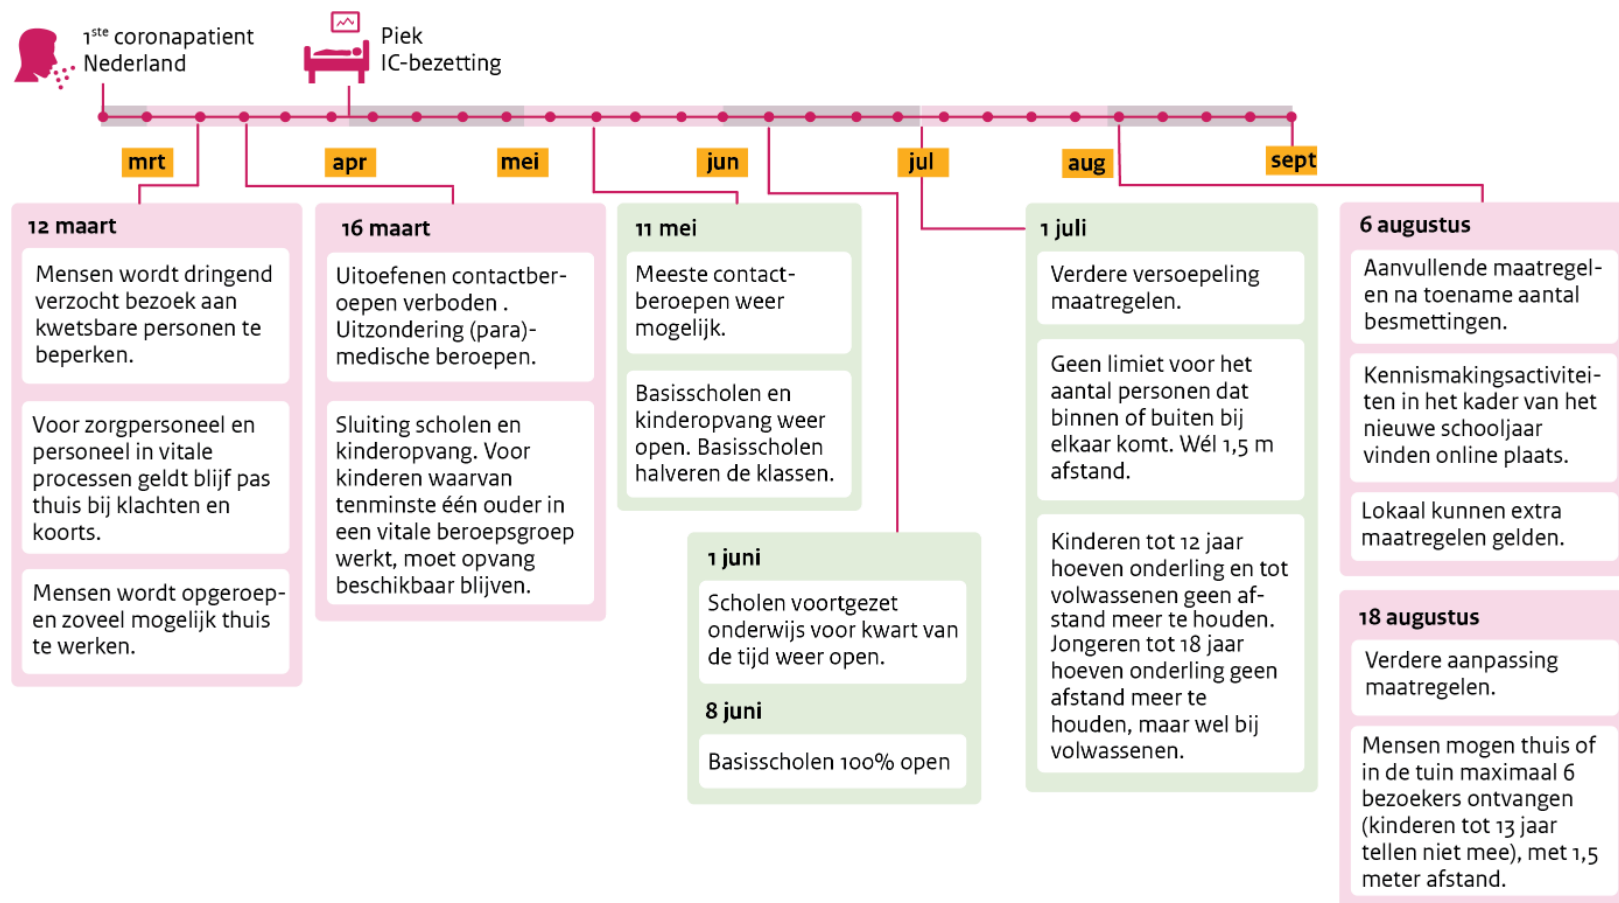 1ste coronapatient
Nederland
Piek
IC-bezetting
mrt
apr
mei
jun
jul
aug
sept
12 maart
Mensen wordt dringend
verzocht bezoek aan
kwetsbare personen te
beperken.
Voor zorgpersoneel en
personeel in vitale
processen geldt blijf pas
thuis bij klachten en
koorts.
Mensen wordt opgeroep-
en zoveel mogelijk thuis
te werken.
16 maart
Uitoefenen contactber-
oepen verboden .
Uitzondering (para)-
medische beroepen.
Sluiting scholen en
kinderopvang. Voor
kinderen waarvan
tenminste één ouder in
een vitale beroepsgroep
werkt, moet opvang
beschikbaar blijven.
11 mei
Meeste contact-
beroepen weer
mogelijk.
Basisscholen en
kinderopvang weer
open. Basisscholen
halveren de klassen.
1 juni
Scholen voortgezet
onderwijs voor kwart van
de tijd weer open.
8 juni
Basisscholen 100% open
1 juli
Verdere versoepeling
maatregelen.
Geen limiet voor het
aantal personen dat
binnen of buiten bij
elkaar komt. Wél 1,5 m
afstand.
Kinderen tot 12 jaar
hoeven onderling en tot
volwassenen geen af-
stand meer te houden.
Jongeren tot 18 jaar
hoeven onderling geen
afstand meer te
houden, maar wel bij
volwassenen.
6 augustus
Aanvullende maatregel-
en na toename aantal
besmettingen.
Kennismakingsactivitei-
ten in het kader van het
nieuwe schooljaar
vinden online plaats.
Lokaal kunnen extra
maatregelen gelden.
18 augustus
Verdere aanpassing
maatregelen.
Mensen mogen thuis of
in de tuin maximaal 6
bezoekers ontvangen
(kinderen tot 13 jaar
tellen niet mee), met 1,5
meter afstand.